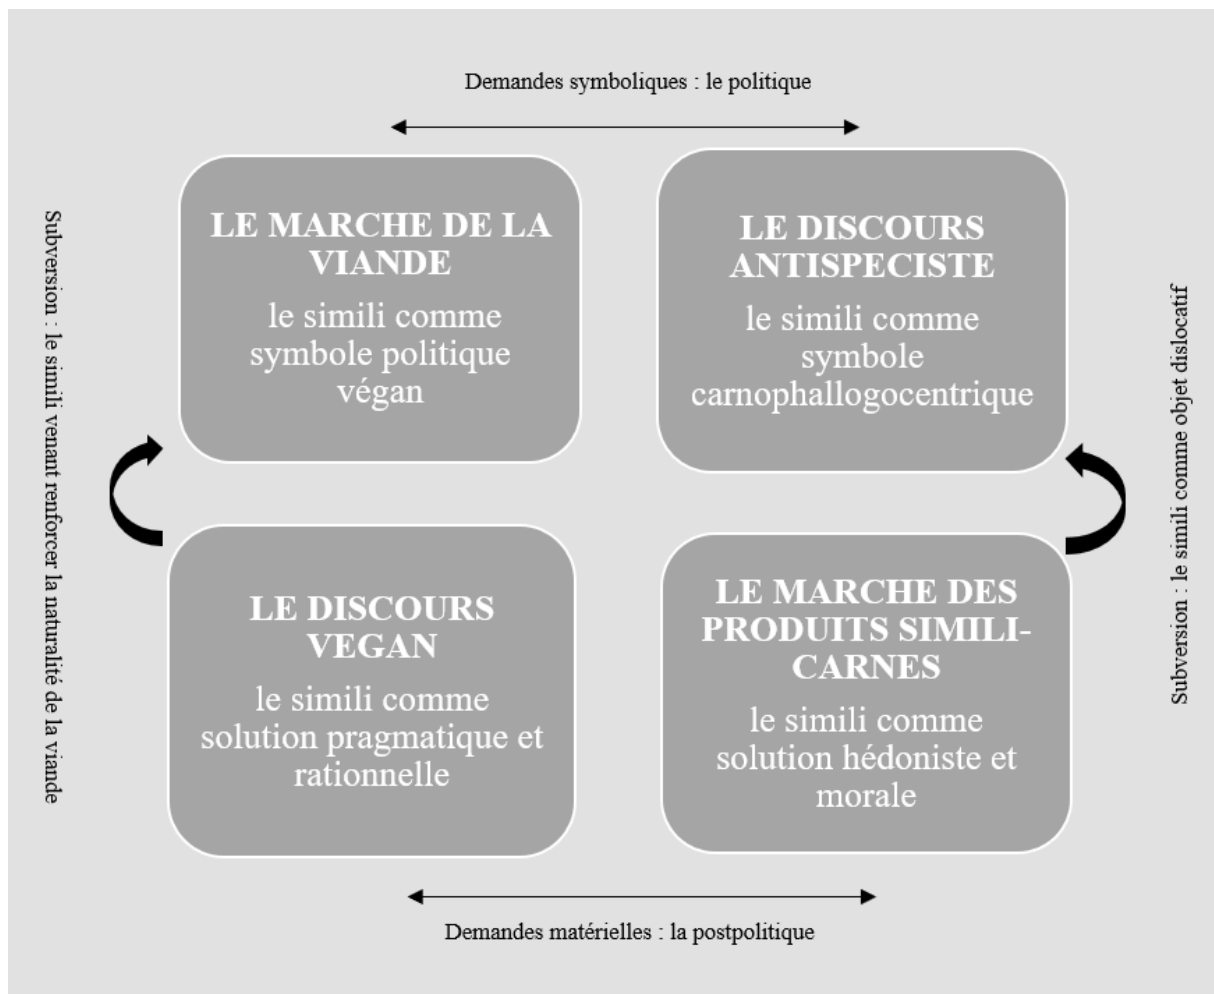 Demandes symboliques : le politique
LE MARCHE DE LA
VIANDE
le simili comme
symbole politique
végan
LE DISCOURS
ANTISPECISTE
le simili comme
symbole
carnophallogocentrique
Subversion : le simili venant renforcer la naturalité de la viande
Subversion : le simili comme objet dislocatif
LE DISCOURS
VEGAN
le simili comme
solution pragmatique et
rationnelle
LE MARCHE DES
PRODUITS SIMILI-
CARNES
le simili comme
solution hédoniste et
morale
Demandes matérielles : la postpolitique